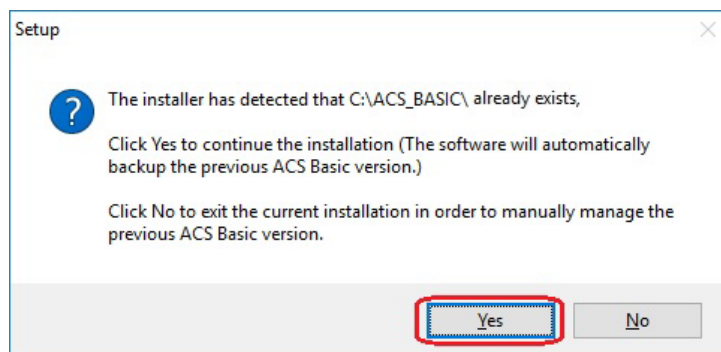 Setup
The installer has detected that C:\ACS_BASIC\ already exists,
Click Yes to continue the installation (The software will automatically
backup the previous ACS Basic version.)
Click No to exit the current installation in order to manually manage the
previous ACS Basic version.
Yes
No